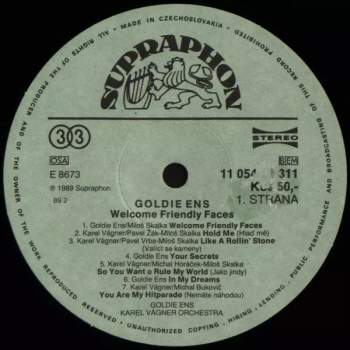 • MADE IN CZECHOSLOVAKIA •
ALL RIGHTS OF THE PRODUCER AND OF THE OWNER OF THE WORK REPRODUCED RESERVED
UNAUTHORIZED COPYING • HIRING • LENDING • PUBLIC PERFORMANCE AND BROADCASTING OF THIS RECORD PROHIBITED
SUPRAPHON
33
STEREO
OSA
BIEM
E 8673
11 054 311
Kčs 50,-
℗ 1989 Supraphon
1. STRANA
89 2
GOLDIE ENS
Welcome Friendly Faces
1. Goldie Ens/Miloš Skalka Welcome Friendly Faces
2. Karel Vágner/Pavel Žák-Miloš Skalka Hold Me (Hlaď mě)
3. Karel Vágner/Pavel Vrba-Miloš Skalka Like A Rollin' Stone
(Valící se kameny)
4. Goldie Ens Your Secrets
5. Karel Vágner/Michal Horáček-Miloš Skalka
So You Want o Rule My World (Jako jindy)
6. Goldie Ens In My Dreams
7. Karel Vágner/Michal Bukovič
You Are My Hitparade (Nemáte náhodou)
GOLDIE ENS
KAREL VÁGNER ORCHESTRA